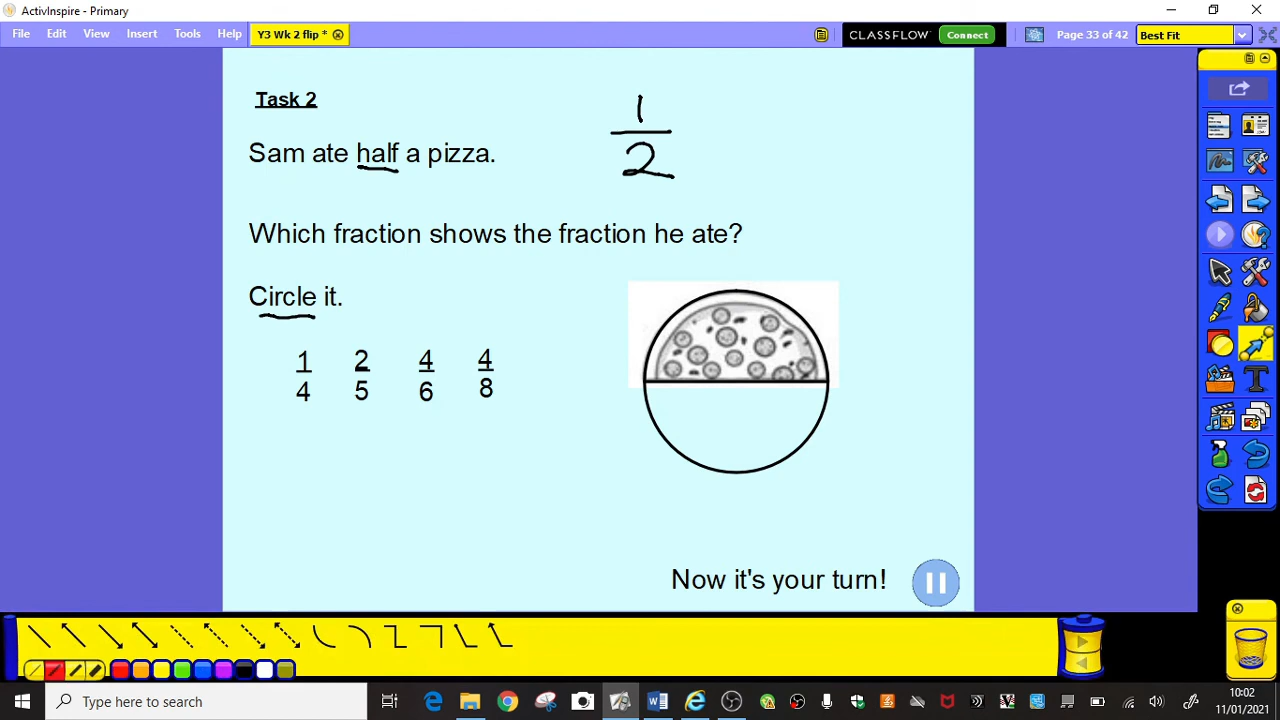 ActivInspire - Primary
File Edit View Insert Tools Help Y3 Wk 2 flip * CLASSFLOW Connect Page 33 of 42 Best Fit
Task 2
1
2
Sam ate half a pizza.
Which fraction shows the fraction he ate?
Circle it.
1 2 4 4
4 5 6 8
Now it's your turn!
Type here to search
10:02
11/01/2021